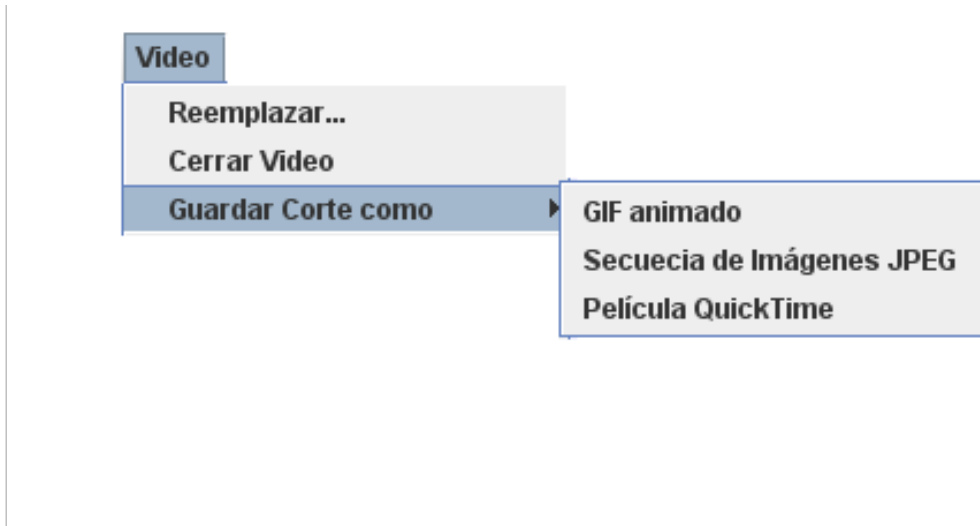 Video
Reemplazar...
Cerrar Video
Guardar Corte como
GIF animado
Secuecia de Imágenes JPEG
Película QuickTime